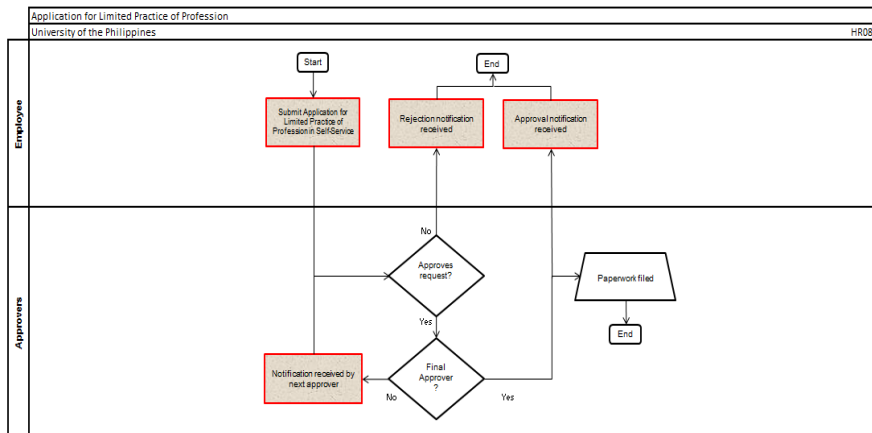 Application for Limited Practice of Profession
University of the Philippines
HR08
Employee
Start
End
Submit Application for
Limited Practice of
Profession in Self-Service
Rejection notification
received
Approval notification
received
Approvers
No
Approves
request?
Paperwork filed
Yes
End
Final
Approver
?
Notification received by
next approver
No
Yes